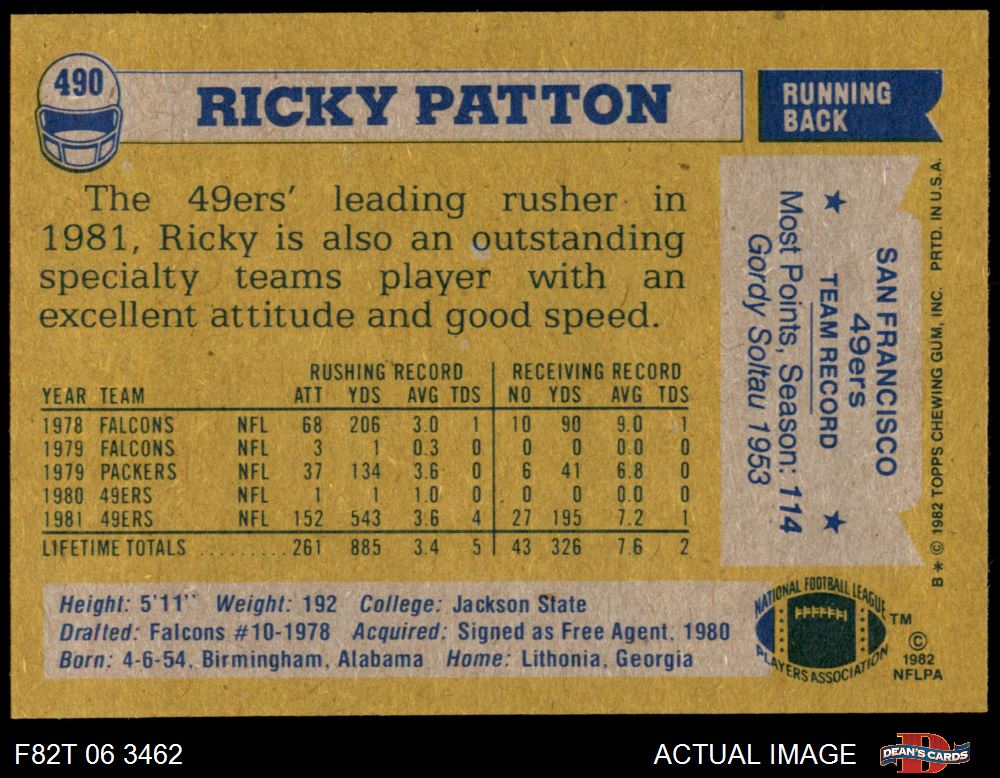 490
RICKY PATTON
RUNNING
BACK
The 49ers' leading rusher in
1981, Ricky is also an outstanding
specialty teams player with an
excellent attitude and good speed.
SAN FRANCISCO
49ers
★ TEAM RECORD ★
Most Points, Season: 114
Gordy Soltau 1953
B * © 1982 TOPPS CHEWING GUM, INC. PRTD. IN U.S.A.
RUSHING RECORD RECEIVING RECORD
YEAR TEAM ATT YDS AVG TDS NO YDS AVG TDS
1978 FALCONS NFL 68 206 3.0 1 10 90 9.0 1
1979 FALCONS NFL 3 1 0.3 0 0 0 0.0 0
1979 PACKERS NFL 37 134 3.6 0 6 41 6.8 0
1980 49ERS NFL 1 1 1.0 0 0 0 0.0 0
1981 49ERS NFL 152 543 3.6 4 27 195 7.2 1
LIFETIME TOTALS ......... 261 885 3.4 5 43 326 7.6 2
Height: 5'11" Weight: 192 College: Jackson State
Drafted: Falcons #10-1978 Acquired: Signed as Free Agent, 1980
Born: 4-6-54, Birmingham, Alabama Home: Lithonia, Georgia
NATIONAL FOOTBALL LEAGUE
PLAYERS ASSOCIATION
TM
©
1982
NFLPA
F82T 06 3462
ACTUAL IMAGE
D
DEAN'S CARDS